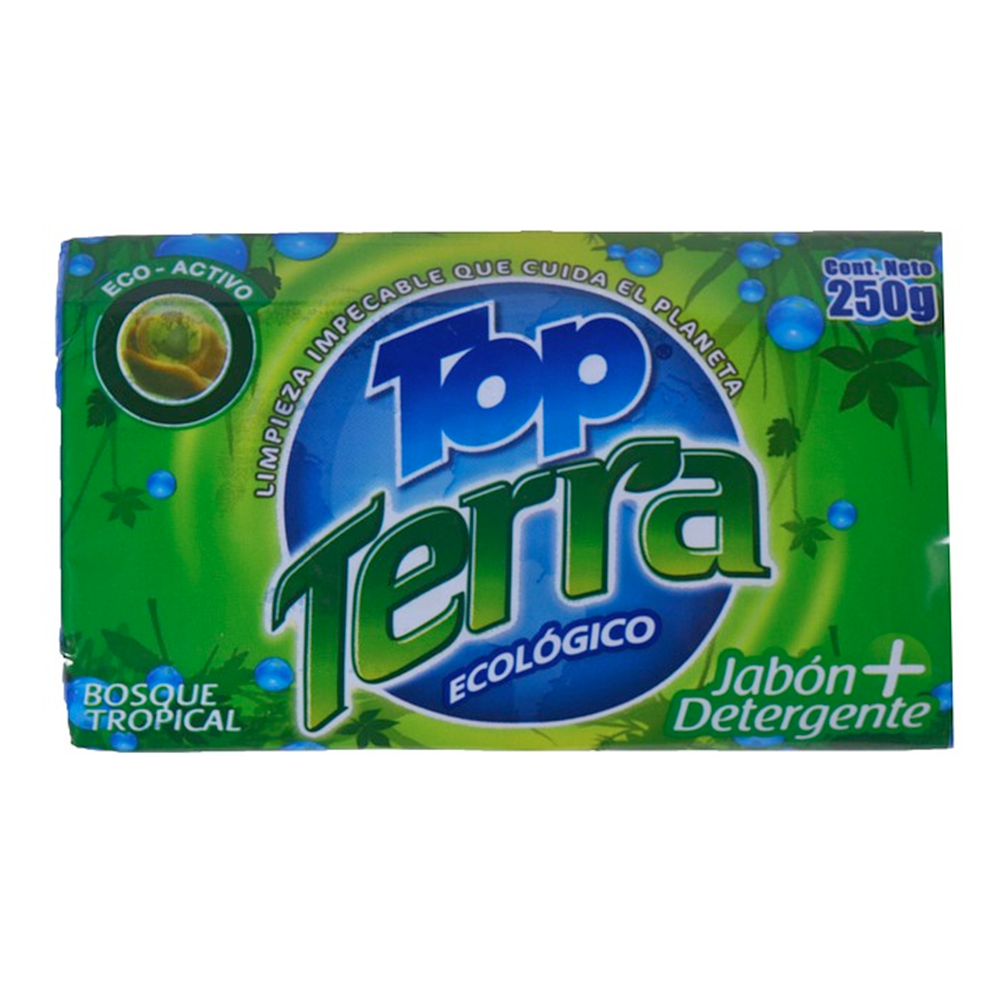 ECO - ACTIVO
LIMPIEZA IMPECABLE QUE CUIDA EL PLANETA
Cont. Neto
250g
Top®
Terra
ECOLÓGICO
BOSQUE
TROPICAL
Jabón +
Detergente